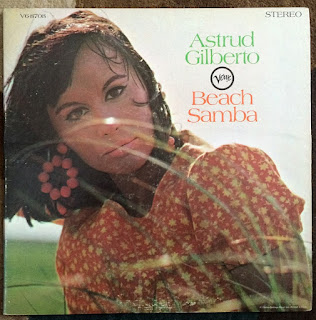 V6-8708
STEREO
Astrud
Gilberto
Verve
Beach
Samba